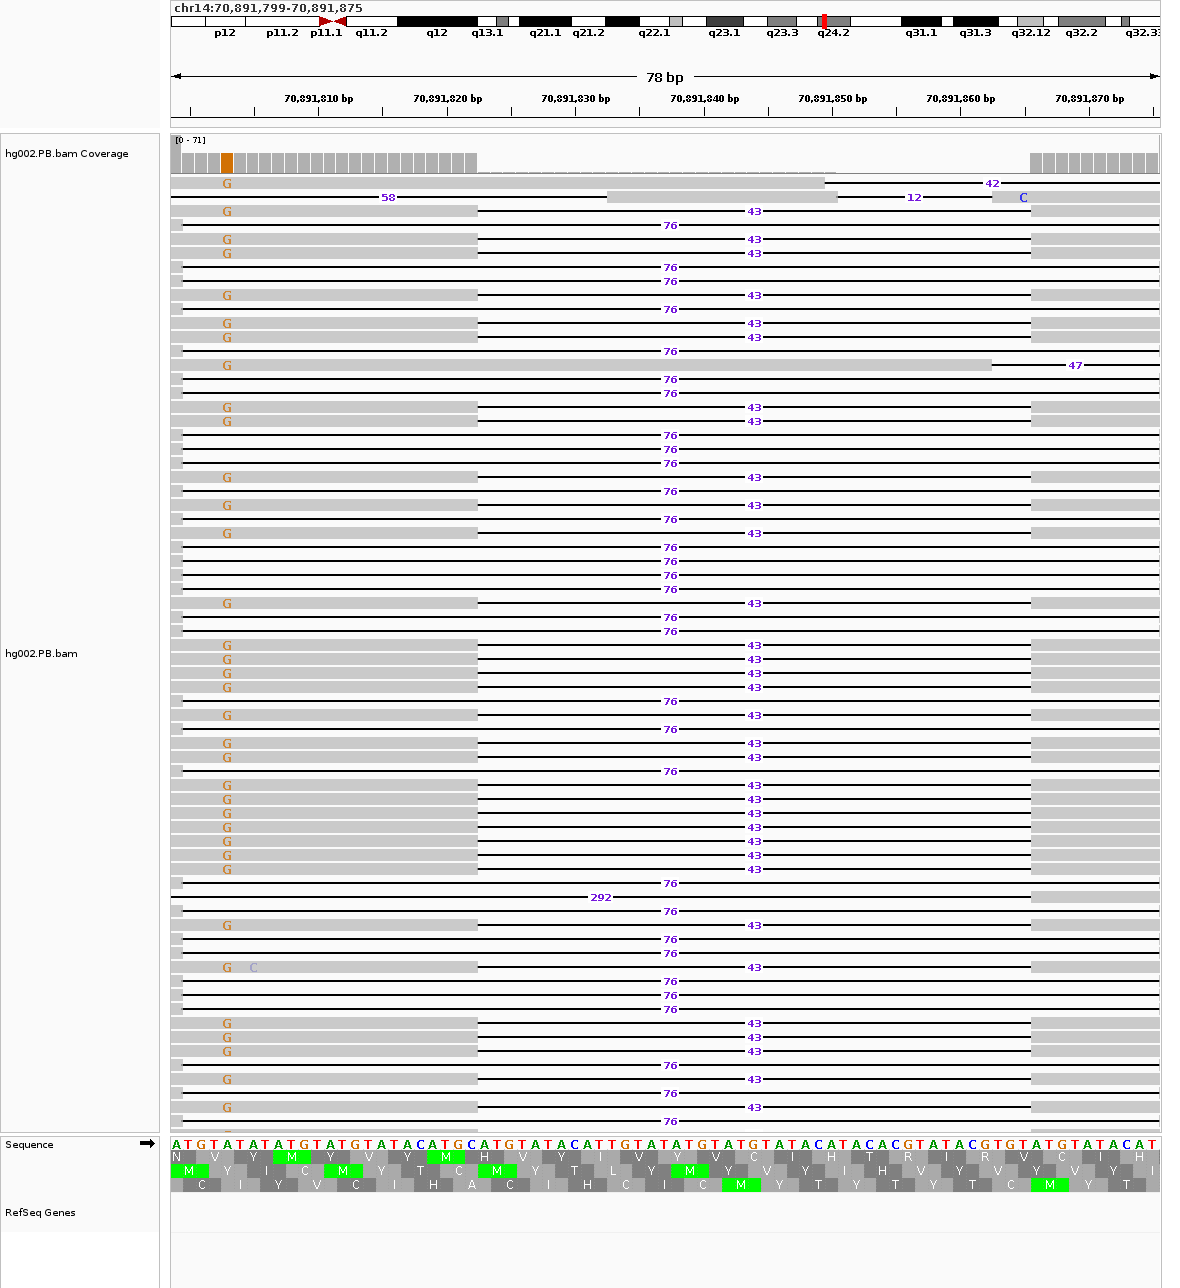 chr14:70,891,799-70,891,875
p12 p11.2 p11.1 q11.2 q12 q13.1 q21.1 q21.2 q22.1 q23.1 q23.3 q24.2 q31.1 q31.3 q32.12 q32.2 q32.33
78 bp
70,891,810 bp 70,891,820 bp 70,891,830 bp 70,891,840 bp 70,891,850 bp 70,891,860 bp 70,891,870 bp
[0 - 71]
hg002.PB.bam Coverage
G 42
58 12 C
G 43
76
G 43
G 43
76
76
G 43
76
G 43
G 43
76
G 47
76
76
G 43
G 43
76
76
76
G 43
76
G 43
76
G 43
76
76
76
76
G 43
76
76
G 43
hg002.PB.bam
G 43
G 43
G 43
76
G 43
76
G 43
G 43
76
G 43
G 43
G 43
G 43
G 43
G 43
G 43
76
292
76
G 43
76
76
G C 43
76
76
76
G 43
G 43
G 43
76
G 43
76
G 43
76
Sequence A T G T A T A T A T G T A T G T A T A C A T G C A T G T A T A C A T T G T A T A T G T A T G T A T A C A T A C A C G T A T A C G T G T A T G T A T A C A T
N V Y M Y V Y M H V Y I V Y V C I H T R I R V C I H
M Y I C M Y T C M Y T L Y M Y V Y I H V Y V Y V Y I
C I Y V C I H A C I H C I C M Y T Y T Y T C M Y T
RefSeq Genes